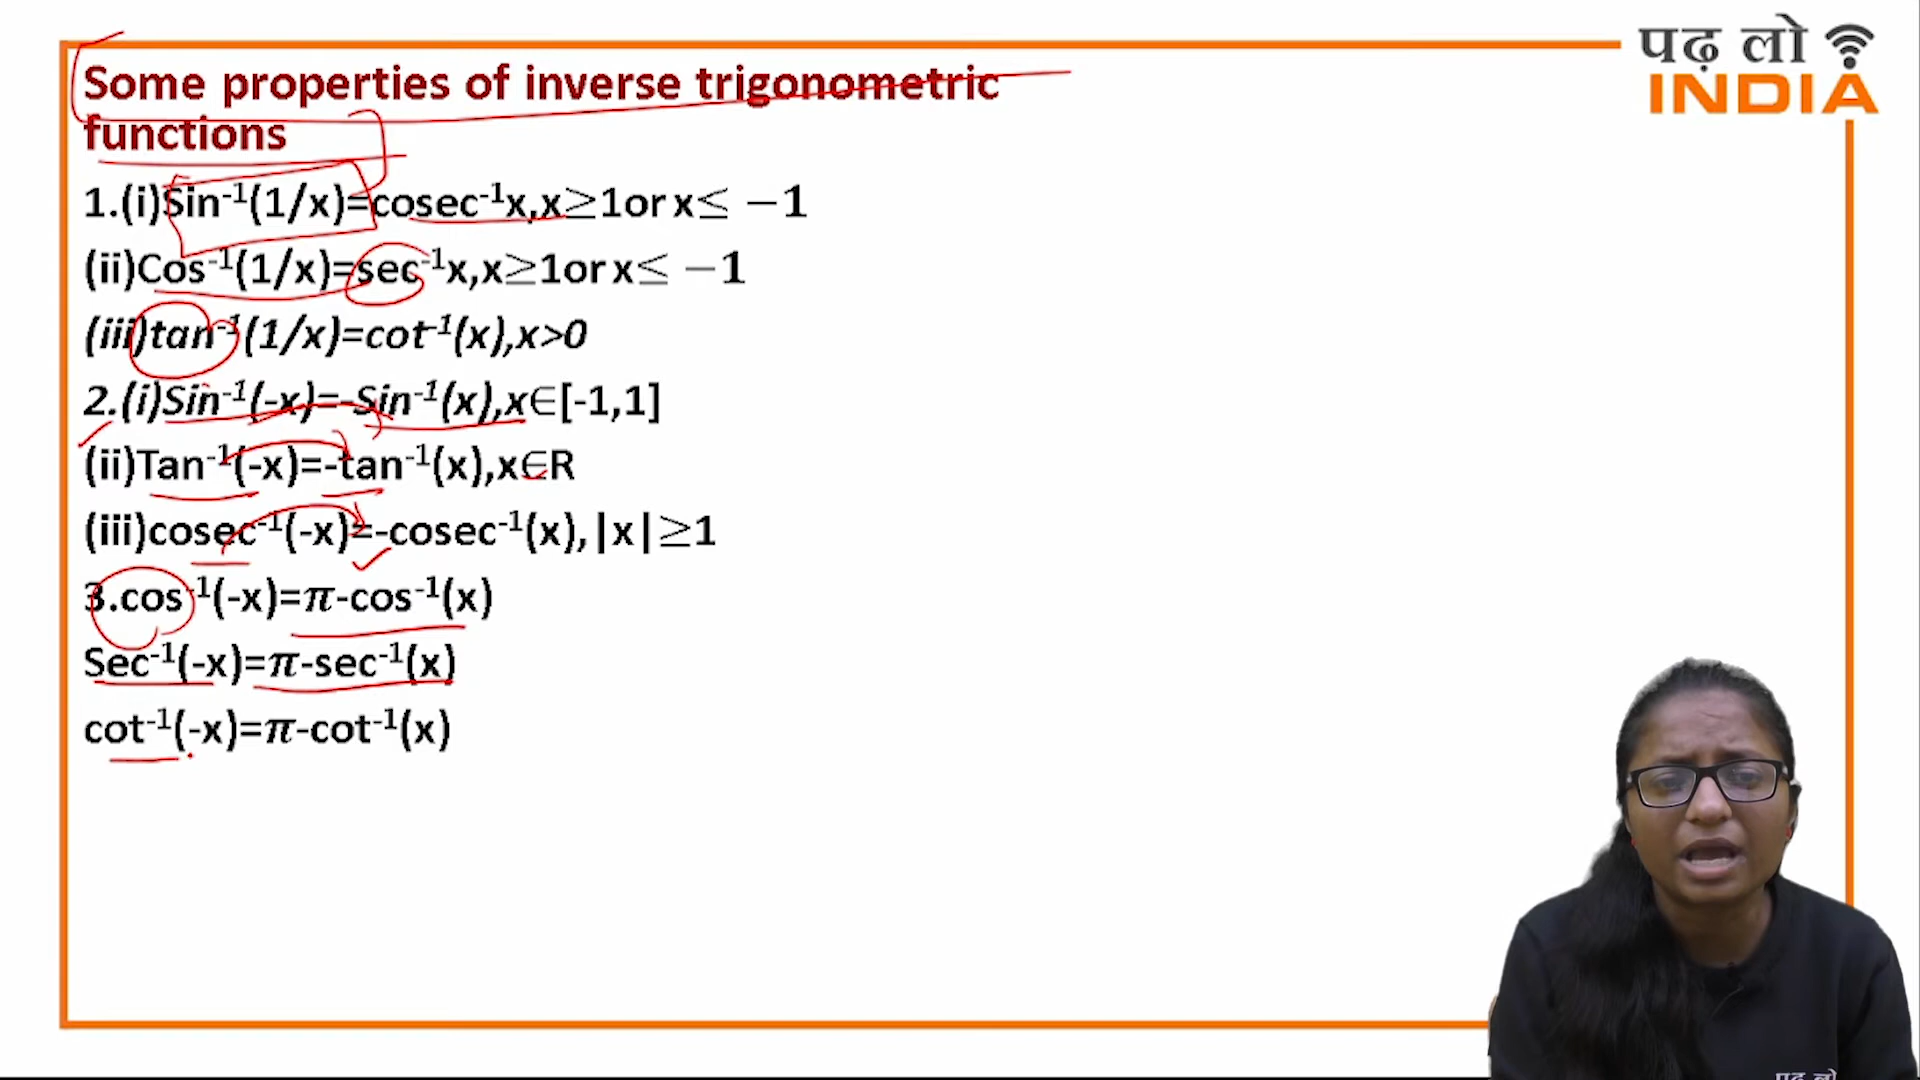 पढ़ लो
INDIA
Some properties of inverse trigonometric
functions
1.(i)Sin⁻¹(1/x)=cosec⁻¹x,x≥1or x≤ −1
(ii)Cos⁻¹(1/x)=sec⁻¹x,x≥1or x≤ −1
(iii)tan⁻¹(1/x)=cot⁻¹(x),x>0
2.(i)Sin⁻¹(-x)=-Sin⁻¹(x),x∈[-1,1]
(ii)Tan⁻¹(-x)=-tan⁻¹(x),x∈R
(iii)cosec⁻¹(-x)=-cosec⁻¹(x),|x|≥1
3.cos⁻¹(-x)=π-cos⁻¹(x)
Sec⁻¹(-x)=π-sec⁻¹(x)
cot⁻¹(-x)=π-cot⁻¹(x)